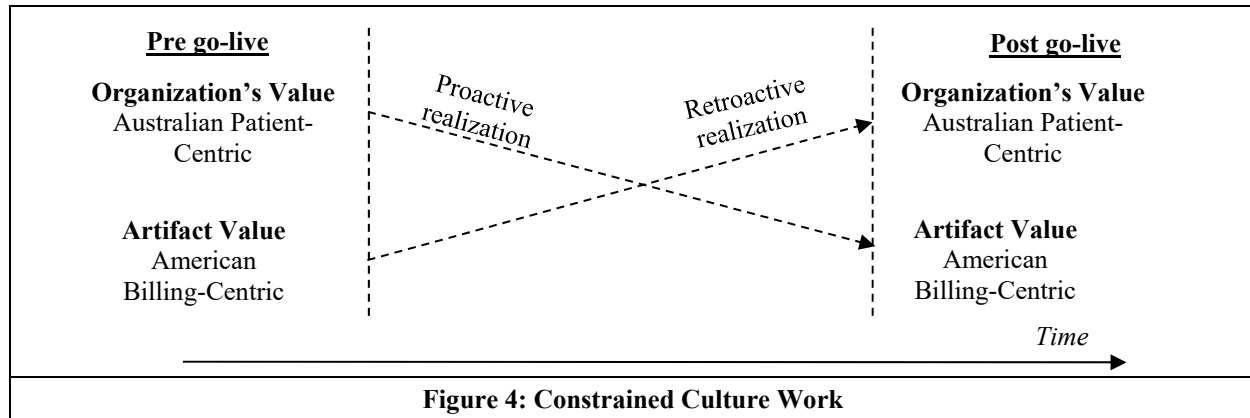 Pre go-live
Organization's Value
Australian Patient-
Centric
Artifact Value
American
Billing-Centric
Proactive
realization
Retroactive
realization
Post go-live
Organization's Value
Australian Patient-
Centric
Artifact Value
American
Billing-Centric
Time
Figure 4: Constrained Culture Work